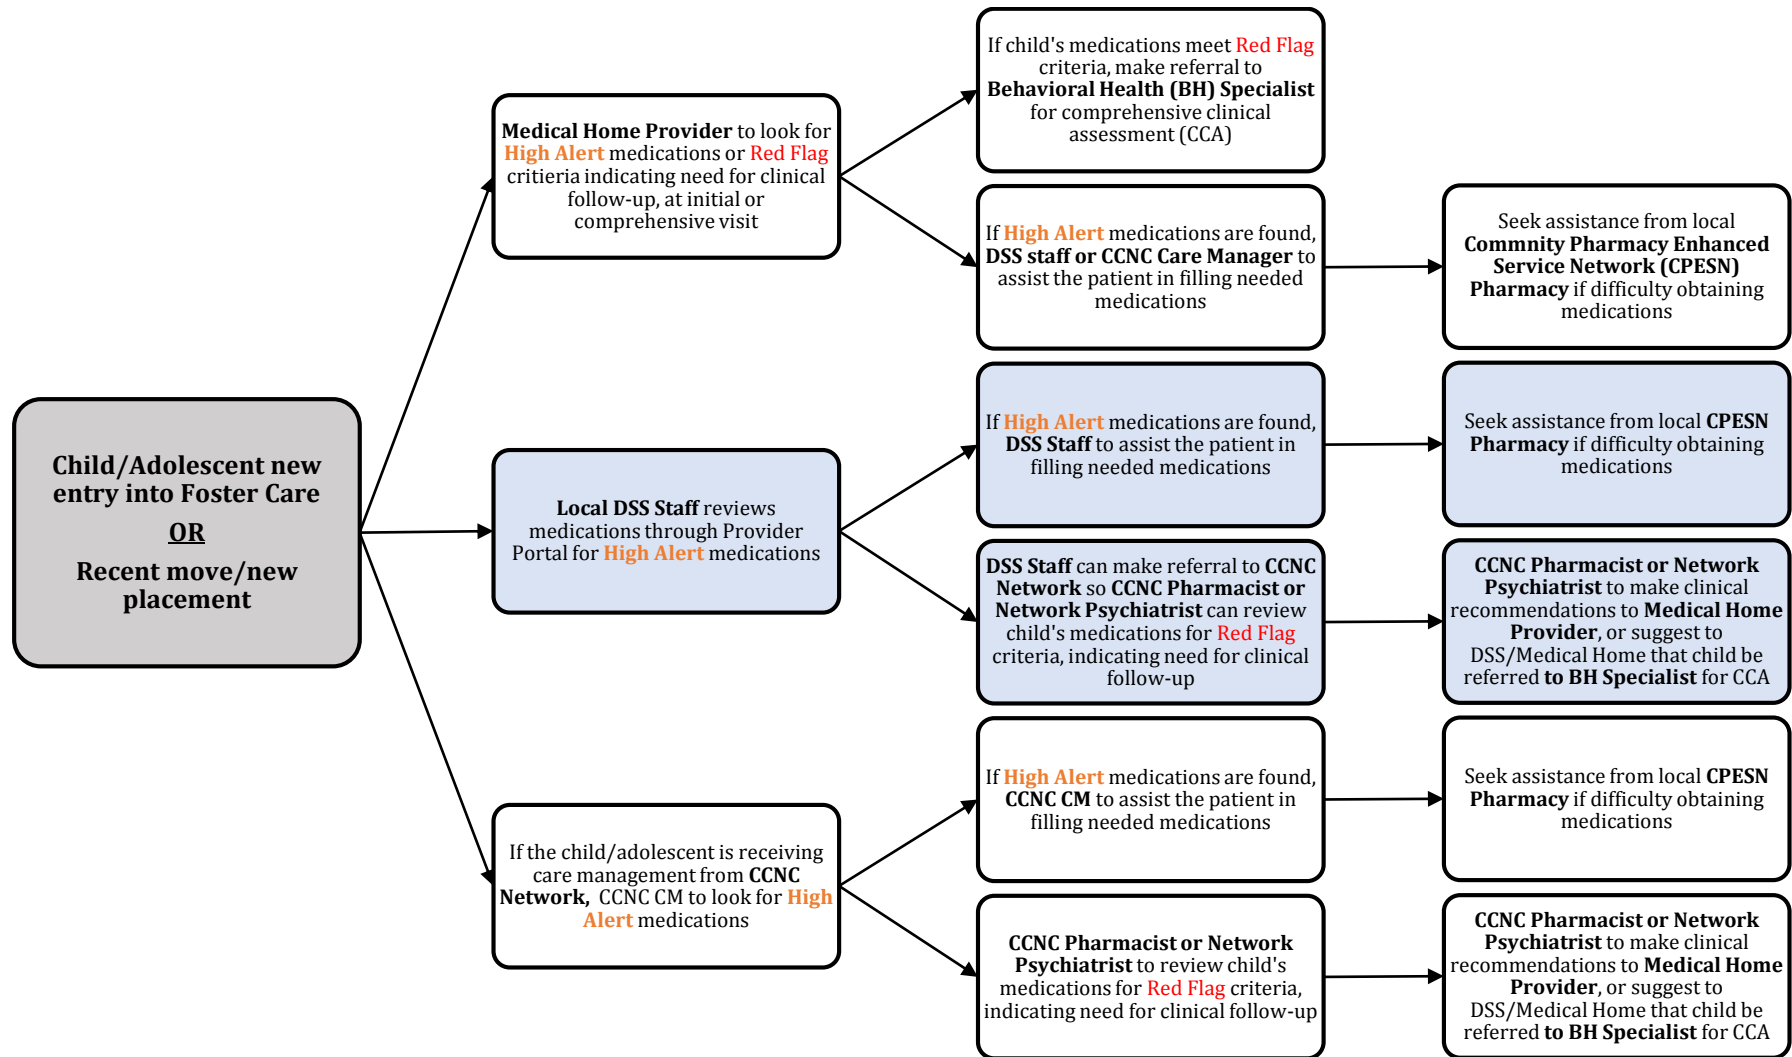 Child/Adolescent new
entry into Foster Care
OR
Recent move/new
placement
Medical Home Provider to look for
High Alert medications or Red Flag
critieria indicating need for clinical
follow-up, at initial or
comprehensive visit
If child's medications meet Red Flag
criteria, make referral to
Behavioral Health (BH) Specialist
for comprehensive clinical
assessment (CCA)
If High Alert medications are found,
DSS staff or CCNC Care Manager to
assist the patient in filling needed
medications
Seek assistance from local
Commnity Pharmacy Enhanced
Service Network (CPESN)
Pharmacy if difficulty obtaining
medications
Local DSS Staff reviews
medications through Provider
Portal for High Alert medications
If High Alert medications are found,
DSS Staff to assist the patient in
filling needed medications
Seek assistance from local CPESN
Pharmacy if difficulty obtaining
medications
DSS Staff can make referral to CCNC
Network so CCNC Pharmacist or
Network Psychiatrist can review
child's medications for Red Flag
criteria, indicating need for clinical
follow-up
CCNC Pharmacist or Network
Psychiatrist to make clinical
recommendations to Medical Home
Provider, or suggest to
DSS/Medical Home that child be
referred to BH Specialist for CCA
If the child/adolescent is receiving
care management from CCNC
Network, CCNC CM to look for High
Alert medications
If High Alert medications are found,
CCNC CM to assist the patient in
filling needed medications
Seek assistance from local CPESN
Pharmacy if difficulty obtaining
medications
CCNC Pharmacist or Network
Psychiatrist to review child's
medications for Red Flag criteria,
indicating need for clinical follow-up
CCNC Pharmacist or Network
Psychiatrist to make clinical
recommendations to Medical Home
Provider, or suggest to
DSS/Medical Home that child be
referred to BH Specialist for CCA